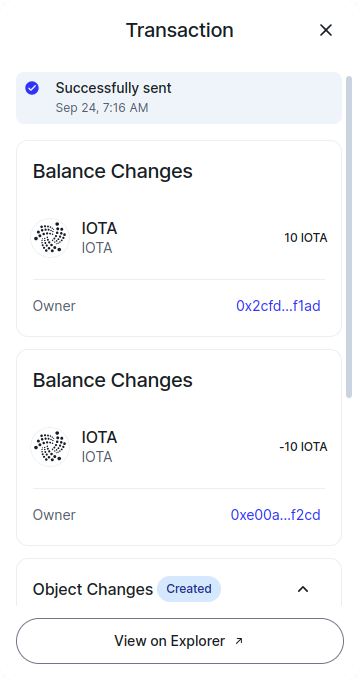 Transaction
Successfully sent
Sep 24, 7:16 AM
Balance Changes
IOTA
IOTA
10 IOTA
Owner
0x2cfd...f1ad
Balance Changes
IOTA
IOTA
-10 IOTA
Owner
0xe00a...f2cd
Object Changes Created
View on Explorer